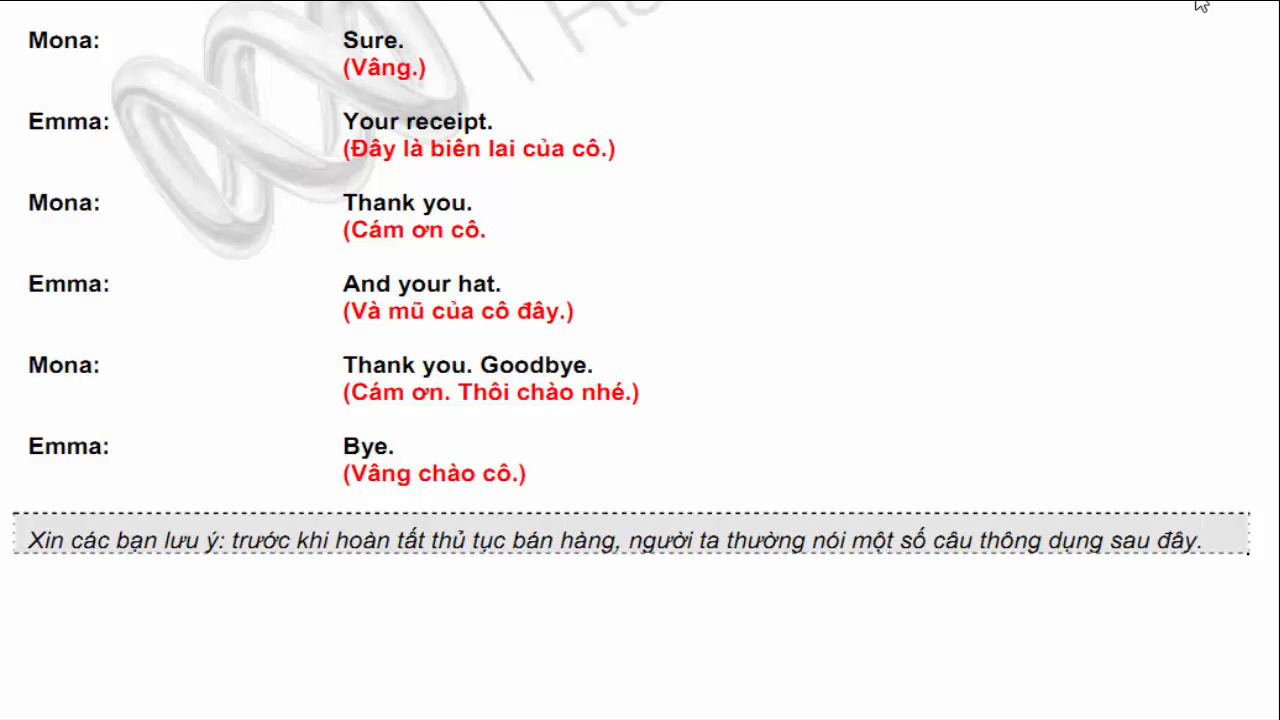 Mona: Sure.
(Vâng.)
Emma: Your receipt.
(Đây là biên lai của cô.)
Mona: Thank you.
(Cám ơn cô.
Emma: And your hat.
(Và mũ của cô đây.)
Mona: Thank you. Goodbye.
(Cám ơn. Thôi chào nhé.)
Emma: Bye.
(Vâng chào cô.)
Xin các bạn lưu ý: trước khi hoàn tất thủ tục bán hàng, người ta thường nói một số câu thông dụng sau đây.